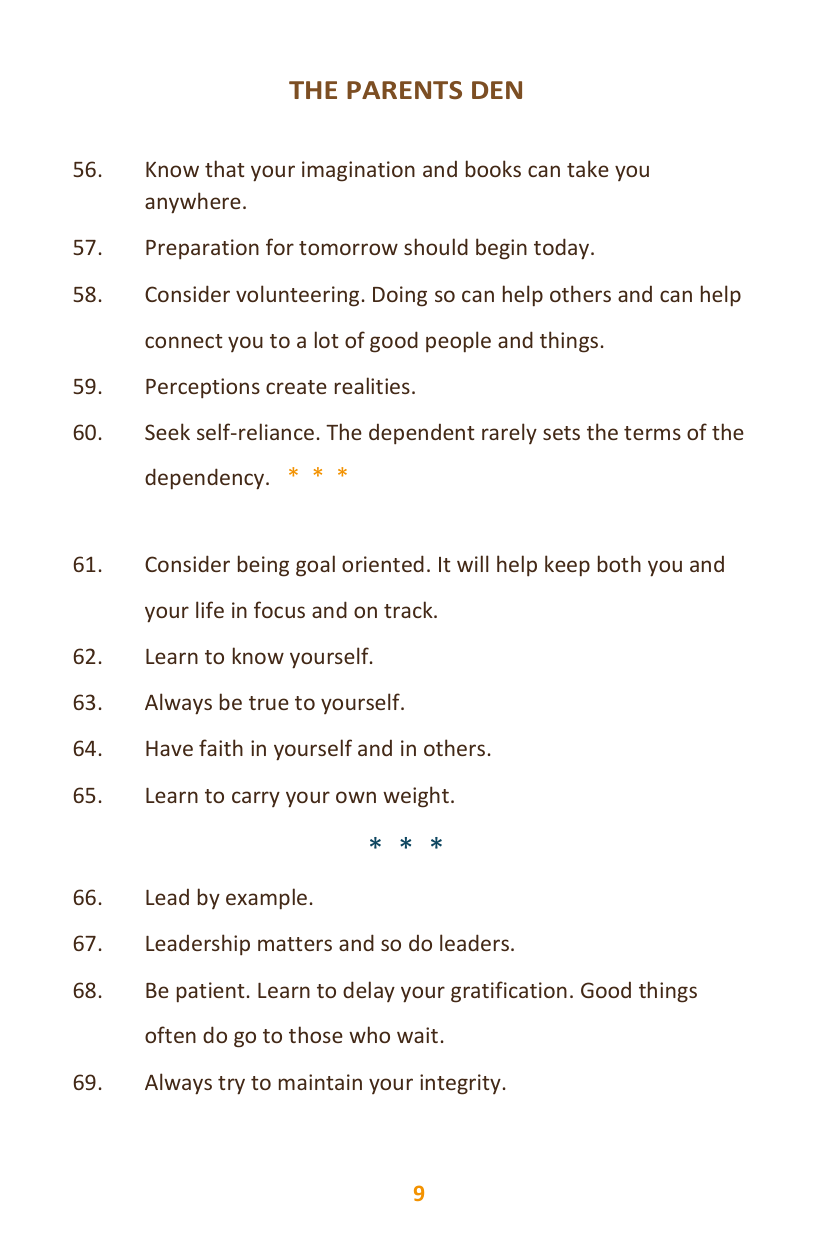 THE PARENTS DEN
56. Know that your imagination and books can take you
anywhere.
57. Preparation for tomorrow should begin today.
58. Consider volunteering. Doing so can help others and can help
connect you to a lot of good people and things.
59. Perceptions create realities.
60. Seek self-reliance. The dependent rarely sets the terms of the
dependency. * * *
61. Consider being goal oriented. It will help keep both you and
your life in focus and on track.
62. Learn to know yourself.
63. Always be true to yourself.
64. Have faith in yourself and in others.
65. Learn to carry your own weight.
* * *
66. Lead by example.
67. Leadership matters and so do leaders.
68. Be patient. Learn to delay your gratification. Good things
often do go to those who wait.
69. Always try to maintain your integrity.
9